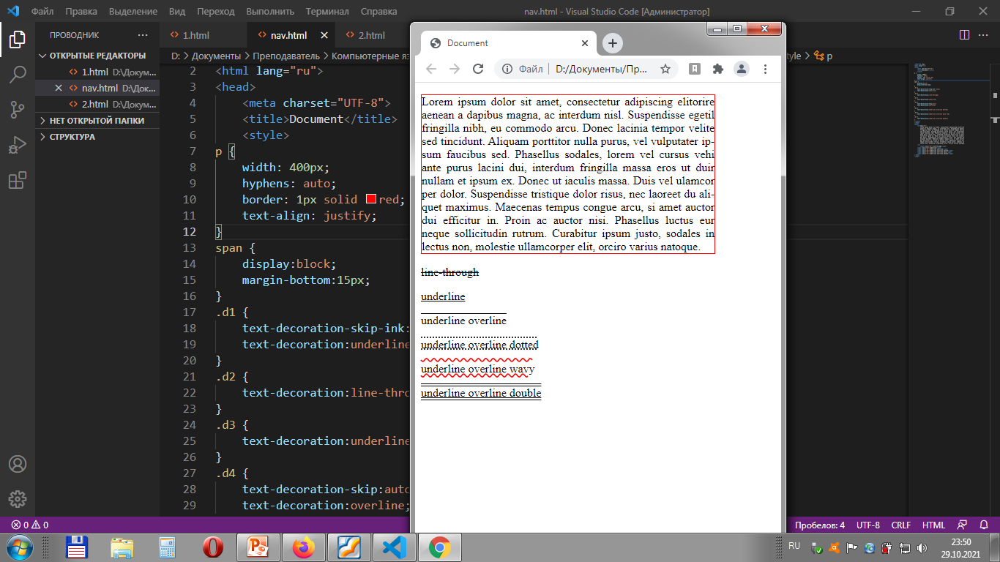 Файл Правка Выделение Вид Переход Выполнить Терминал Справка nav.html - Visual Studio Code [Администратор]
ПРОВОДНИК
ОТКРЫТЫЕ РЕДАКТОРЫ
1.html D:\Докум...
nav.html D:\Док...
2.html D:\Докум...
НЕТ ОТКРЫТОЙ ПАПКИ
СТРУКТУРА
1.html nav.html 2.html
D: > Документы > Преподаватель > Компьютерные яз
tyle > p
2 <html lang="ru">
3 <head>
4 <meta charset="UTF-8">
5 <title>Document</title>
6 <style>
7 p {
8 width: 400px;
9 hyphens: auto;
10 border: 1px solid red;
11 text-align: justify;
12 }
13 span {
14 display:block;
15 margin-bottom:15px;
16 }
17 .d1 {
18 text-decoration-skip-ink:
19 text-decoration:underline
20 }
21 .d2 {
22 text-decoration:line-thro
23 }
24 .d3 {
25 text-decoration:underline
26 }
27 .d4 {
28 text-decoration-skip:auto
29 text-decoration:overline;
Document
Файл D:/Документы/Пр...
Lorem ipsum dolor sit amet, consectetur adipiscing elitorire
aenean a dapibus magna, ac interdum nisl. Suspendisse egetil
fringilla nibh, eu commodo arcu. Donec lacinia tempor velite
sed tincidunt. Aliquam porttitor nulla purus, vel vulputater ip-
sum faucibus sed. Phasellus sodales, lorem vel cursus vehi
ante purus lacini dui, interdum fringilla massa eros ut duir
nullam et ipsum ex. Donec ut iaculis massa. Duis vel ulamcor
per dolor. Suspendisse tristique dolor risus, nec laoreet du ali-
quet maximus. Maecenas tempus congue arcu, si amet auctor
dui efficitur in. Proin ac auctor nisi. Phasellus luctus eur
neque sollicitudin rutrum. Curabitur ipsum justo, sodales in
lectus non, molestie ullamcorper elit, orciro varius natoque.
line-through
underline
underline overline
underline overline dotted
underline overline wavy
underline overline double
0 0
Пробелов: 4 UTF-8 CRLF HTML
RU
23:50
29.10.2021